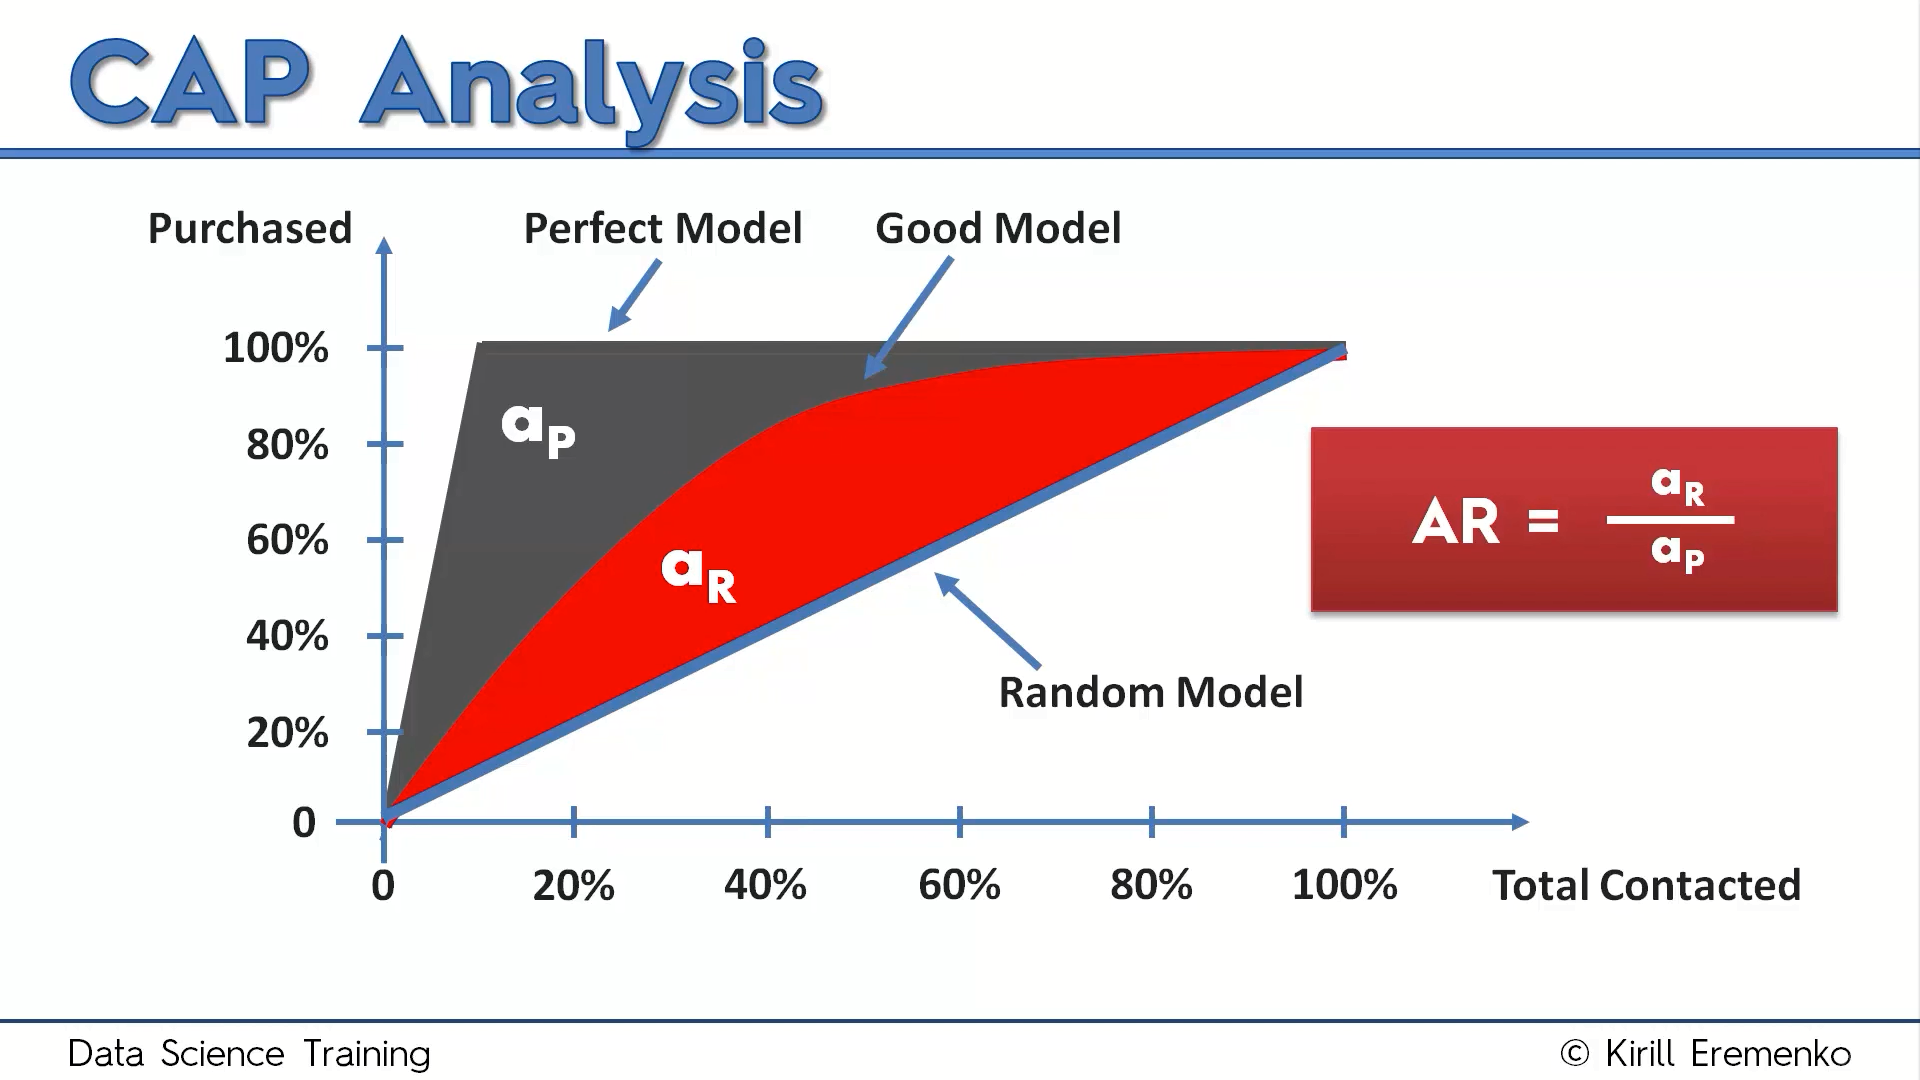 CAP Analysis
Purchased
Perfect Model
Good Model
100%
80%
60%
40%
20%
0
aP
aR
AR = aR / aP
Random Model
0
20%
40%
60%
80%
100%
Total Contacted
Data Science Training
© Kirill Eremenko